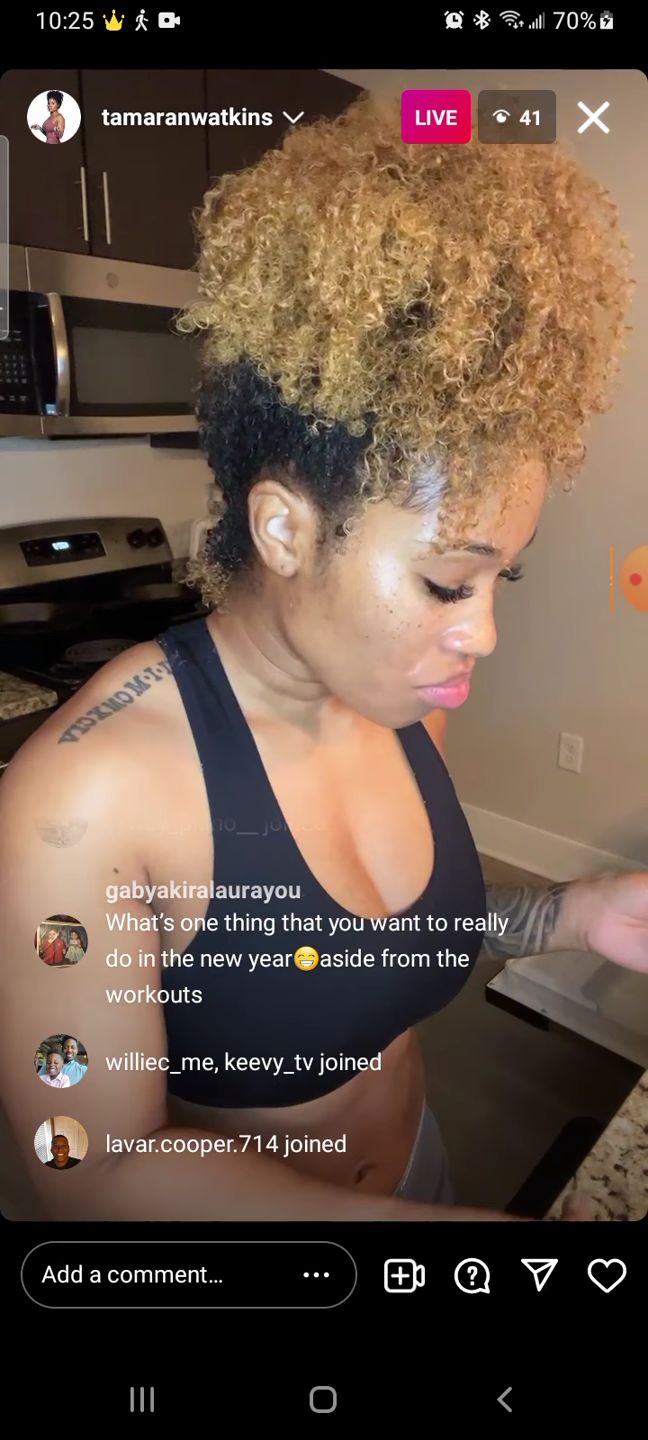 10:25
70%
tamaranwatkins
LIVE
41
joined
gabyakiralaurayou
What's one thing that you want to really
do in the new year😁aside from the
workouts
williec_me, keevy_tv joined
lavar.cooper.714 joined
Add a comment…